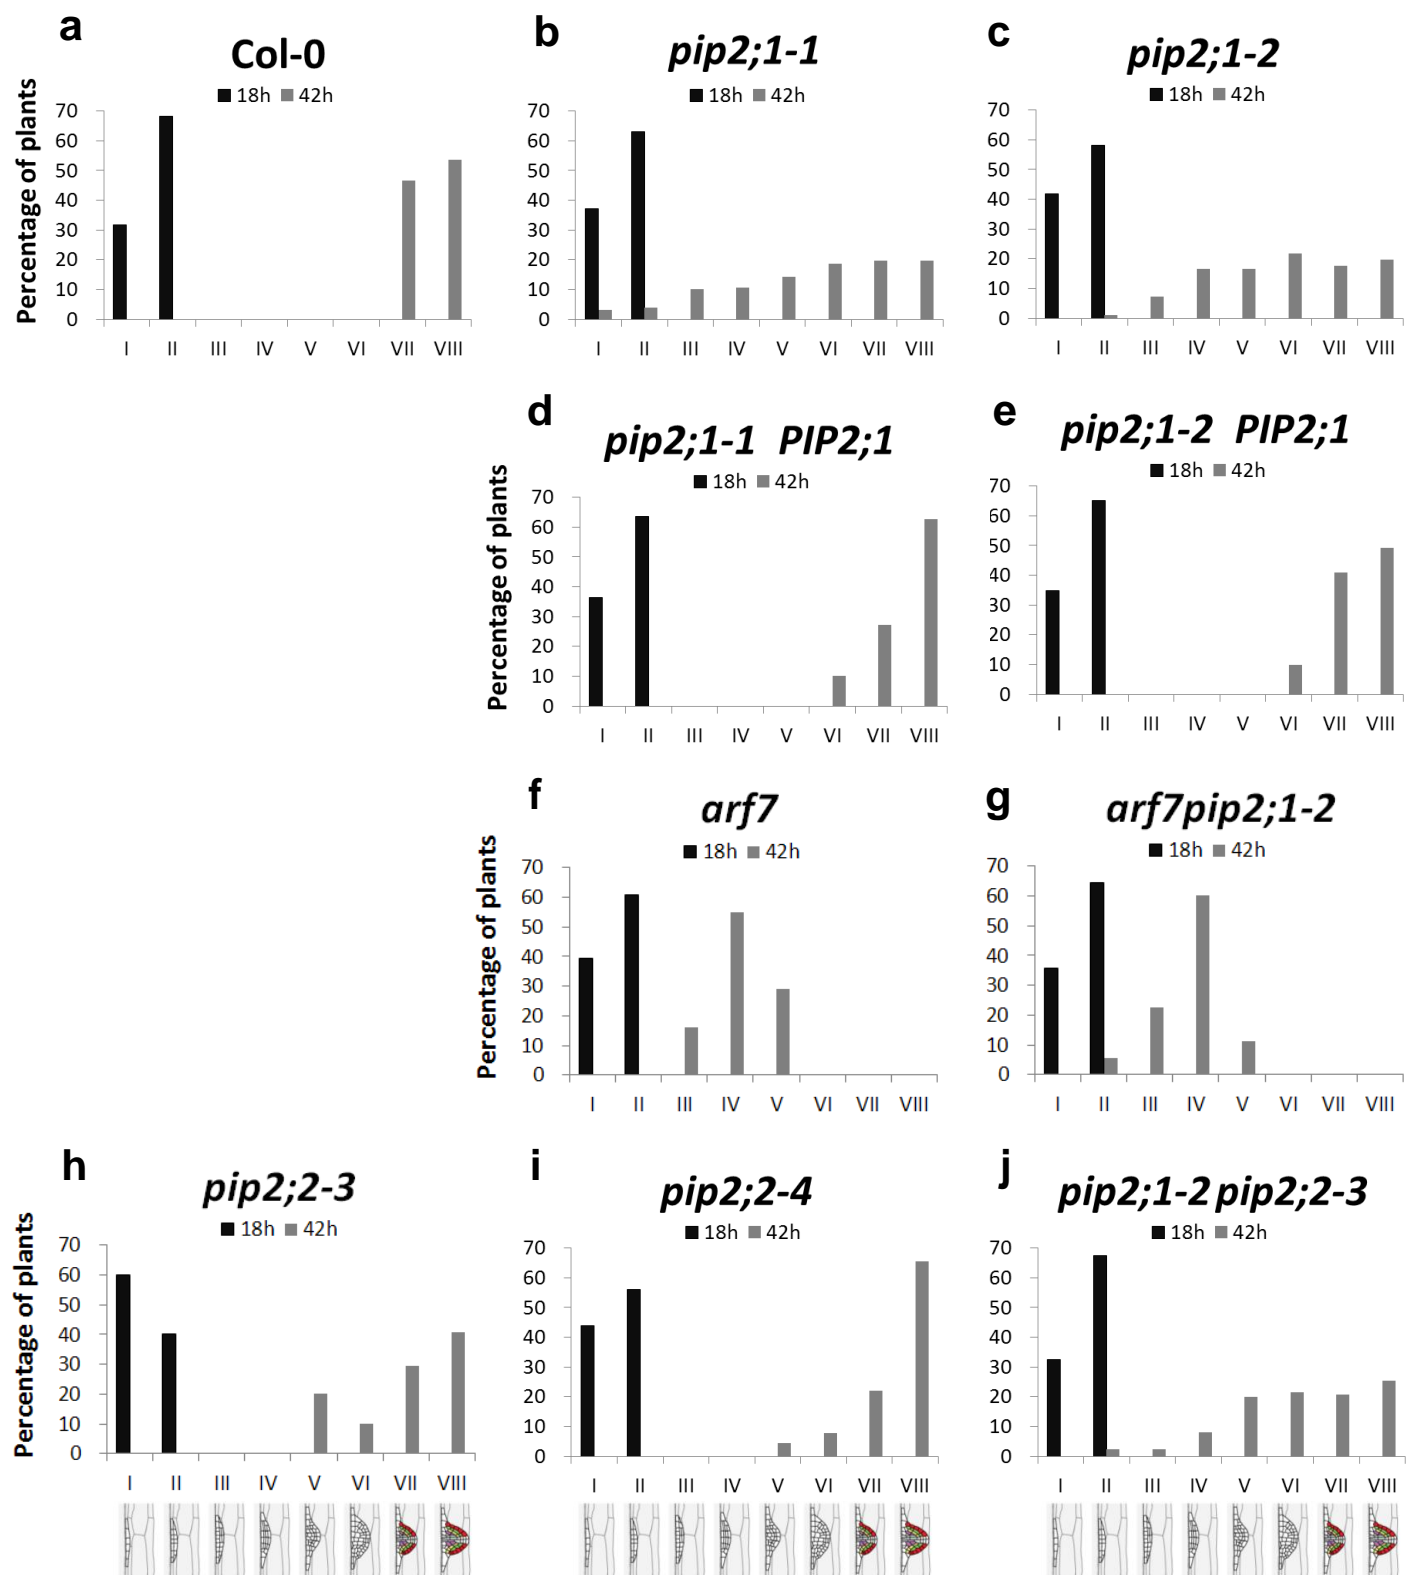 a
Col-0
18h 42h
Percentage of plants
70
60
50
40
30
20
10
0
I II III IV V VI VII VIII
b
pip2;1-1
18h 42h
70
60
50
40
30
20
10
0
I II III IV V VI VII VIII
c
pip2;1-2
18h 42h
70
60
50
40
30
20
10
0
I II III IV V VI VII VIII
d
pip2;1-1 PIP2;1
18h 42h
Percentage of plants
70
60
50
40
30
20
10
0
I II III IV V VI VII VIII
e
pip2;1-2 PIP2;1
18h 42h
70
60
50
40
30
20
10
0
I II III IV V VI VII VIII
f
arf7
18h 42h
Percentage of plants
70
60
50
40
30
20
10
0
I II III IV V VI VII VIII
g
arf7pip2;1-2
18h 42h
70
60
50
40
30
20
10
0
I II III IV V VI VII VIII
h
pip2;2-3
18h 42h
Percentage of plants
70
60
50
40
30
20
10
0
I II III IV V VI VII VIII
i
pip2;2-4
18h 42h
70
60
50
40
30
20
10
0
I II III IV V VI VII VIII
j
pip2;1-2 pip2;2-3
18h 42h
70
60
50
40
30
20
10
0
I II III IV V VI VII VIII